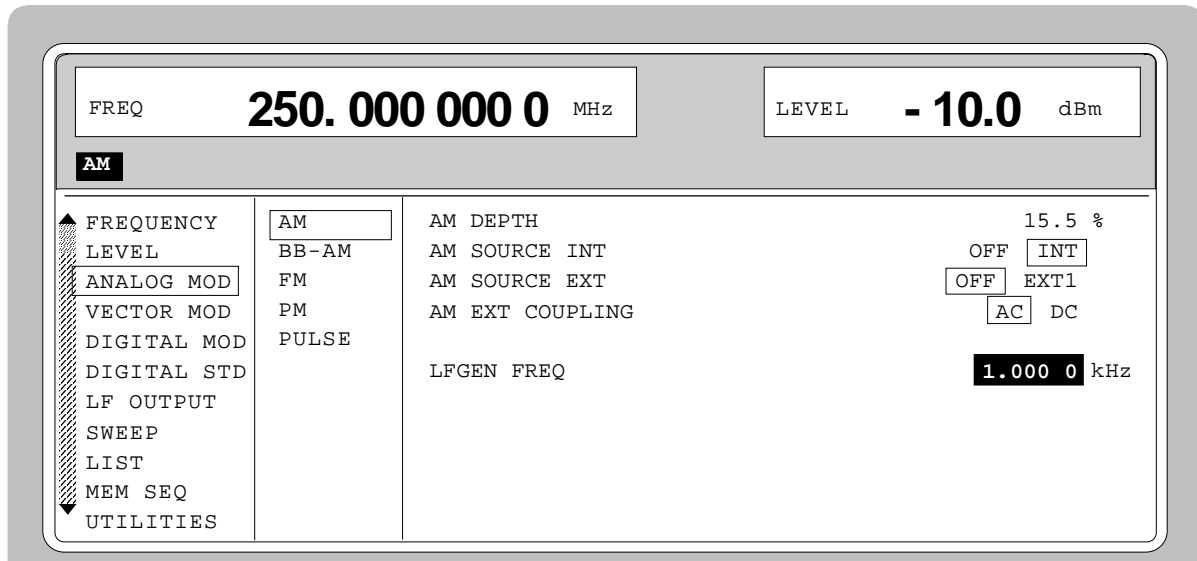 FREQ 250. 000 000 0 MHz LEVEL - 10.0 dBm
AM
FREQUENCY AM AM DEPTH 15.5 %
LEVEL BB-AM AM SOURCE INT OFF INT
ANALOG MOD FM AM SOURCE EXT OFF EXT1
VECTOR MOD PM AM EXT COUPLING AC DC
DIGITAL MOD PULSE
DIGITAL STD LFGEN FREQ 1.000 0 kHz
LF OUTPUT
SWEEP
LIST
MEM SEQ
UTILITIES